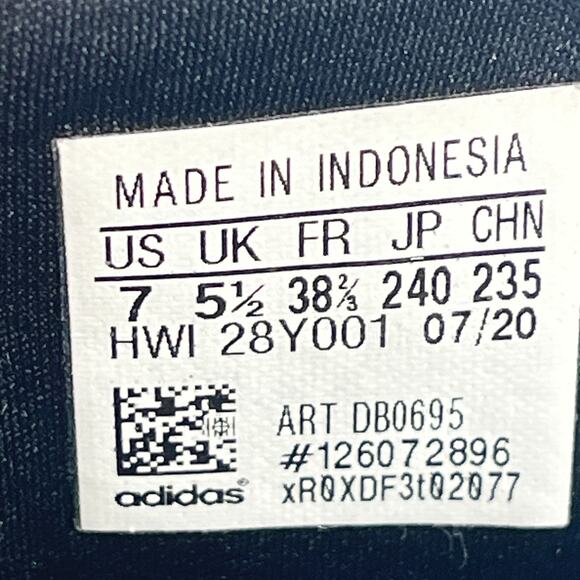 MADE IN INDONESIA
US UK FR JP CHN
7 5½ 38⅔ 240 235
HWI 28Y001 07/20
ART DB0695
#126072896
adidas® xR0XDF3t02077